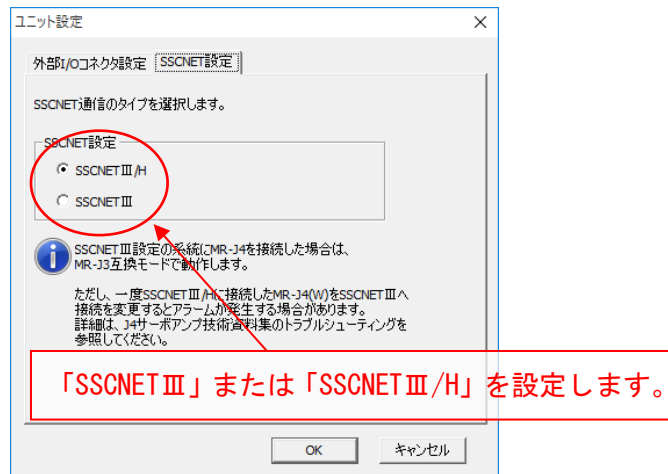 ユニット設定
外部I/Oコネクタ設定 SSCNET設定
SSCNET通信のタイプを選択します。
SSCNET設定
SSCNETⅢ/H
SSCNETⅢ
SSCNETⅢ設定の系統にMR-J4を接続した場合は、
MR-J3互換モードで動作します。
ただし、一度SSCNETⅢ/Hに接続したMR-J4(W)をSSCNETⅢへ
接続を変更するとアラームが発生する場合があります。
詳細は、J4サーボアンプ技術資料集のトラブルシューティングを
参照してください。
「SSCNETⅢ」または「SSCNETⅢ/H」を設定します。
OK キャンセル